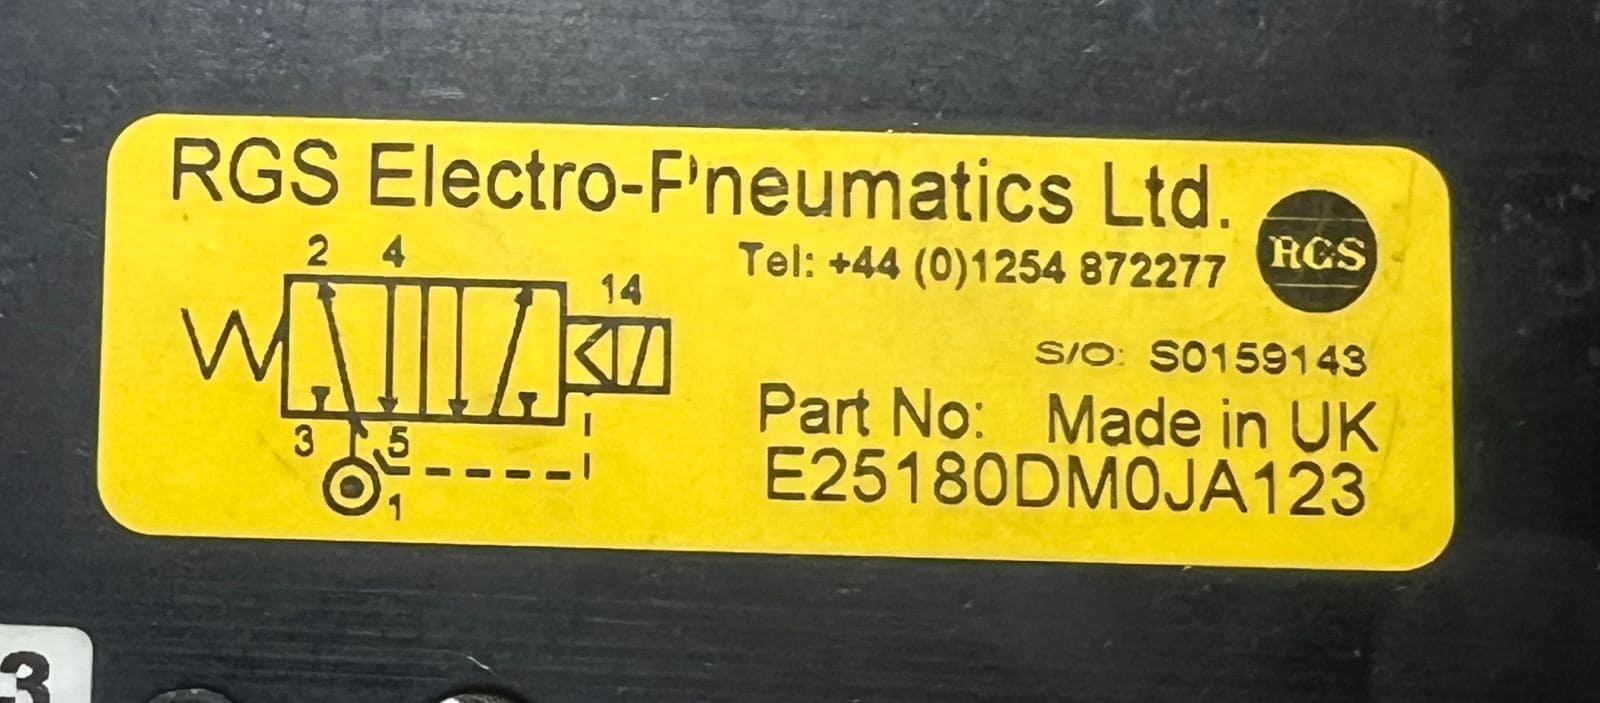 RGS Electro-Pneumatics Ltd.
Tel: +44 (0)1254 872277
RGS
2 4
14
S/O: S0159143
3 5
1
Part No: Made in UK
E25180DM0JA123
3